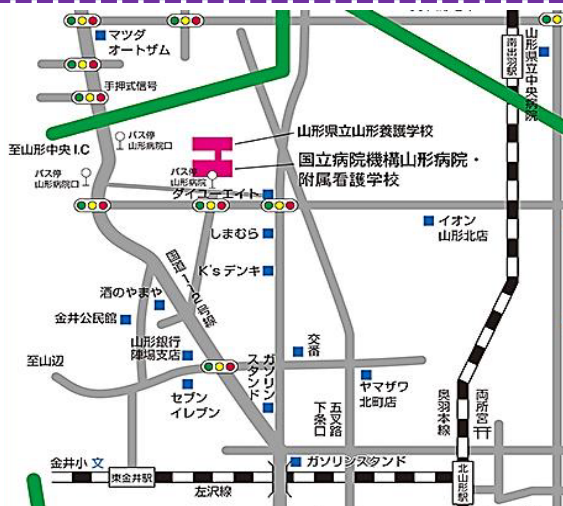 マツダ
オートザム
手押式信号
南出羽駅
山形県立中央病院
至山形中央I.C
バス停
山形病院口
山形県立山形養護学校
国立病院機構山形病院・
附属看護学校
バス停
山形病院口
バス停
山形病院
ダイユーエイト
しまむら
イオン
山形北店
国道112号線
K'sデンキ
酒のやまや
金井公民館
山形銀行
陣場支店
交番
至山辺
ガソリン
スタンド
セブン
イレブン
ヤマザワ
北町店
五叉路
下条口
奥羽本線
両所宮
金井小 文
東金井駅
左沢線
ガソリンスタンド
北山形駅